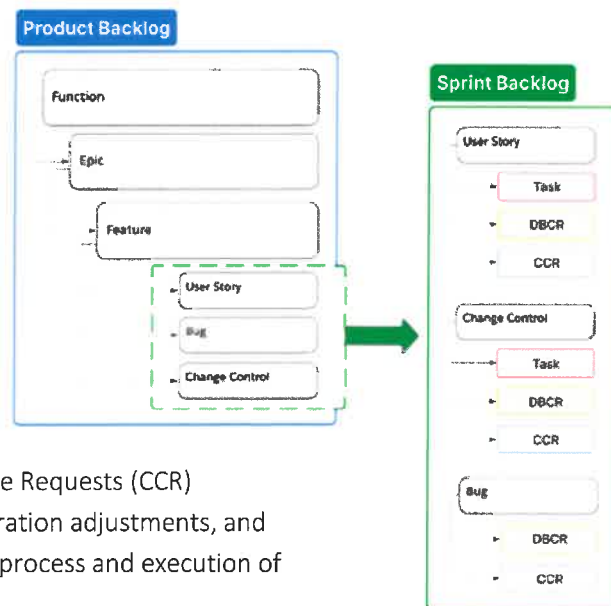 Product Backlog
Function
Epic
Feature
User Story
Bug
Change Control
Sprint Backlog
User Story
Task
DBCR
CCR
Change Control
Task
DBCR
CCR
Bug
DBCR
CCR
e Requests (CCR)
ration adjustments, and
process and execution of